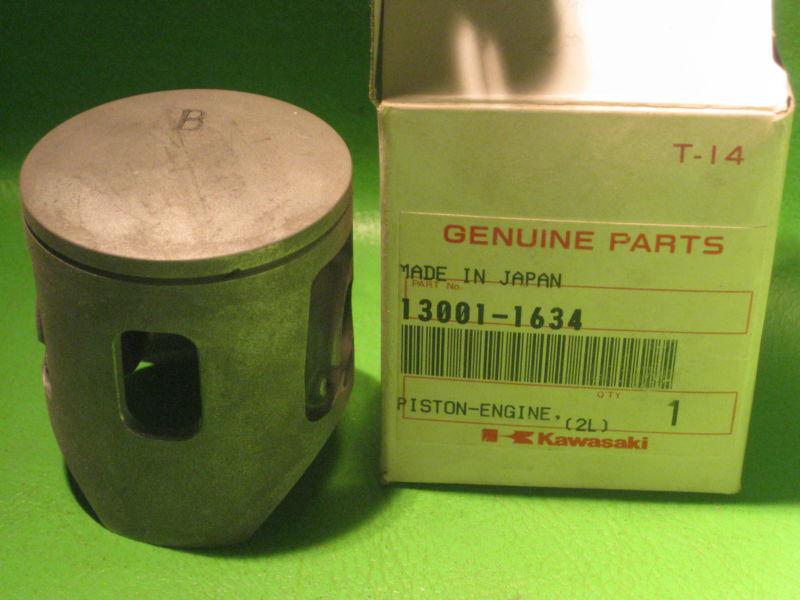 B
T-14
GENUINE PARTS
MADE IN JAPAN
PART No.
13001-1634
QTY
PISTON-ENGINE,
1
(2L)
Kawasaki